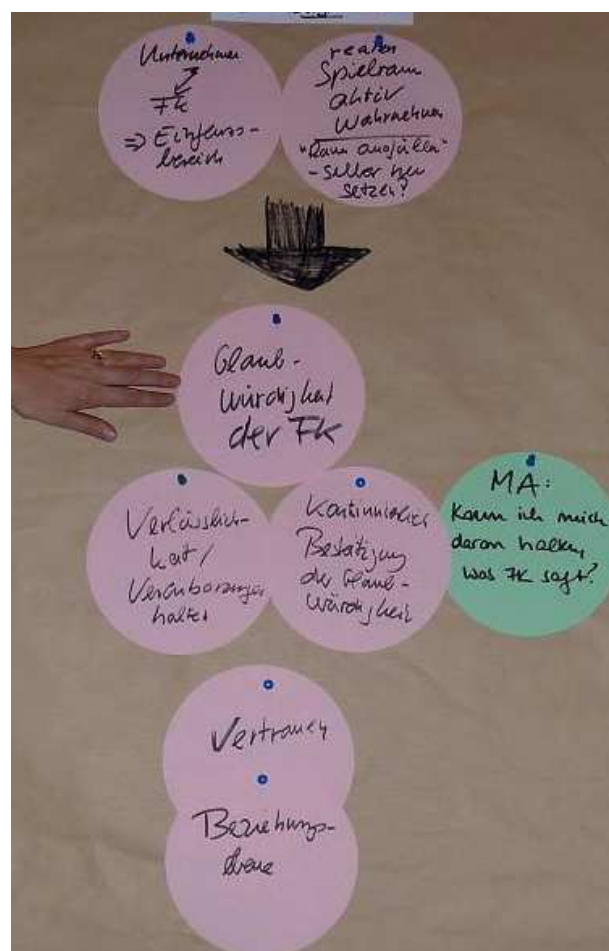 Unternehmen
FK
⇒ Einfluss-
bereich
realen
Spielraum
aktiv
Wahrnehmen
"Raum ausfüllen"
- selber neu
setzen?
Glaub-
würdigkeit
der FK
Verlässlich-
keit /
Vereinbarungen
halten
Kontinuierlich
Bestätigung
der Glaub-
würdigkeit
MA:
Kann ich mich
daran halten,
was FK sagt?
Vertrauen
Beziehungs-
ebene